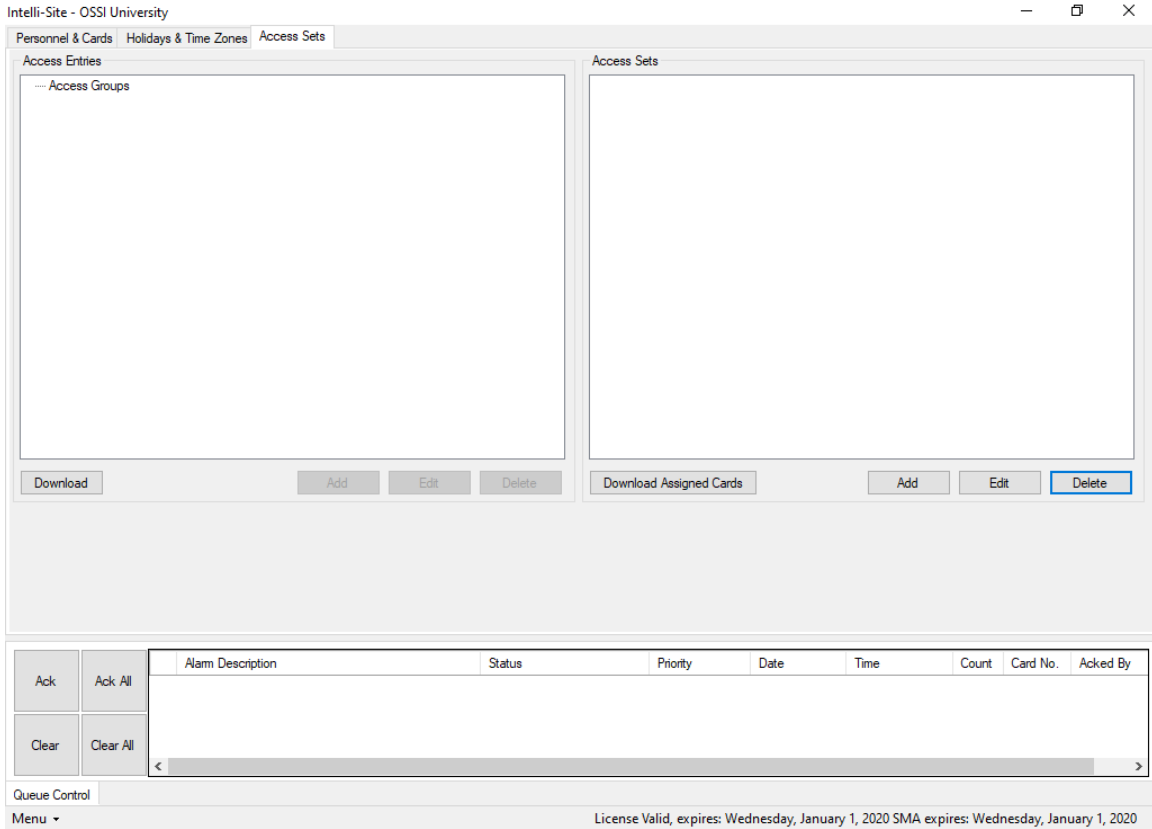 Intelli-Site - OSSI University
Personnel & Cards Holidays & Time Zones Access Sets
Access Entries
Access Groups
Download Add Edit Delete
Access Sets
Download Assigned Cards Add Edit Delete
Ack Ack All
Clear Clear All
Alarm Description Status Priority Date Time Count Card No. Acked By
Queue Control
Menu License Valid, expires: Wednesday, January 1, 2020 SMA expires: Wednesday, January 1, 2020